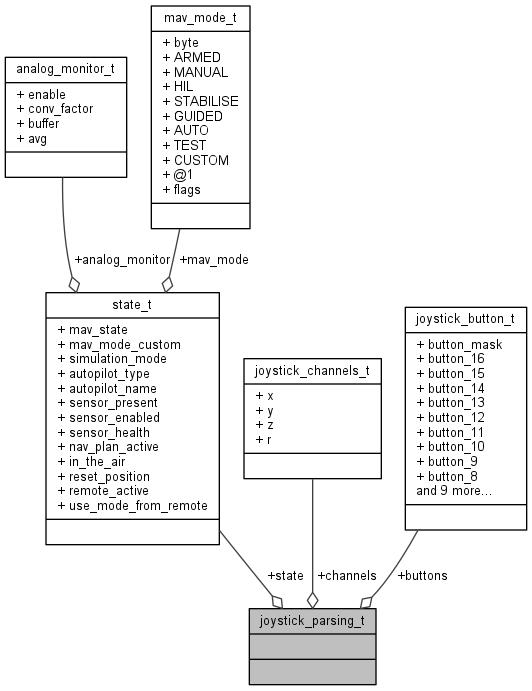 mav_mode_t
+ byte
+ ARMED
+ MANUAL
+ HIL
+ STABILISE
+ GUIDED
+ AUTO
+ TEST
+ CUSTOM
+ @1
+ flags
analog_monitor_t
+ enable
+ conv_factor
+ buffer
+ avg
+analog_monitor
+mav_mode
state_t
+ mav_state
+ mav_mode_custom
+ simulation_mode
+ autopilot_type
+ autopilot_name
+ sensor_present
+ sensor_enabled
+ sensor_health
+ nav_plan_active
+ in_the_air
+ reset_position
+ remote_active
+ use_mode_from_remote
joystick_channels_t
+ x
+ y
+ z
+ r
joystick_button_t
+ button_mask
+ button_16
+ button_15
+ button_14
+ button_13
+ button_12
+ button_11
+ button_10
+ button_9
+ button_8
and 9 more...
+state
+channels
+buttons
joystick_parsing_t